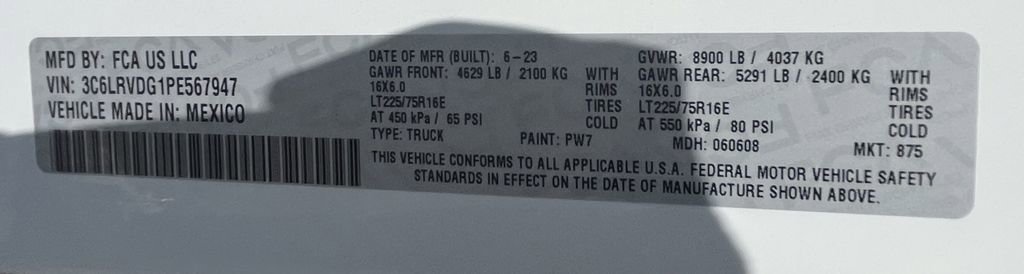 MFD BY: FCA US LLC
VIN: 3C6LRVDG1PE567947
VEHICLE MADE IN: MEXICO
DATE OF MFR (BUILT): 6-23
GAWR FRONT: 4629 LB / 2100 KG WITH
16X6.0 RIMS
LT225/75R16E TIRES
AT 450 kPa / 65 PSI COLD
TYPE: TRUCK PAINT: PW7
GVWR: 8900 LB / 4037 KG
GAWR REAR: 5291 LB / 2400 KG WITH
16X6.0 RIMS
LT225/75R16E TIRES
AT 550 kPa / 80 PSI COLD
MDH: 060608 MKT: 875
THIS VEHICLE CONFORMS TO ALL APPLICABLE U.S.A. FEDERAL MOTOR VEHICLE SAFETY
STANDARDS IN EFFECT ON THE DATE OF MANUFACTURE SHOWN ABOVE.